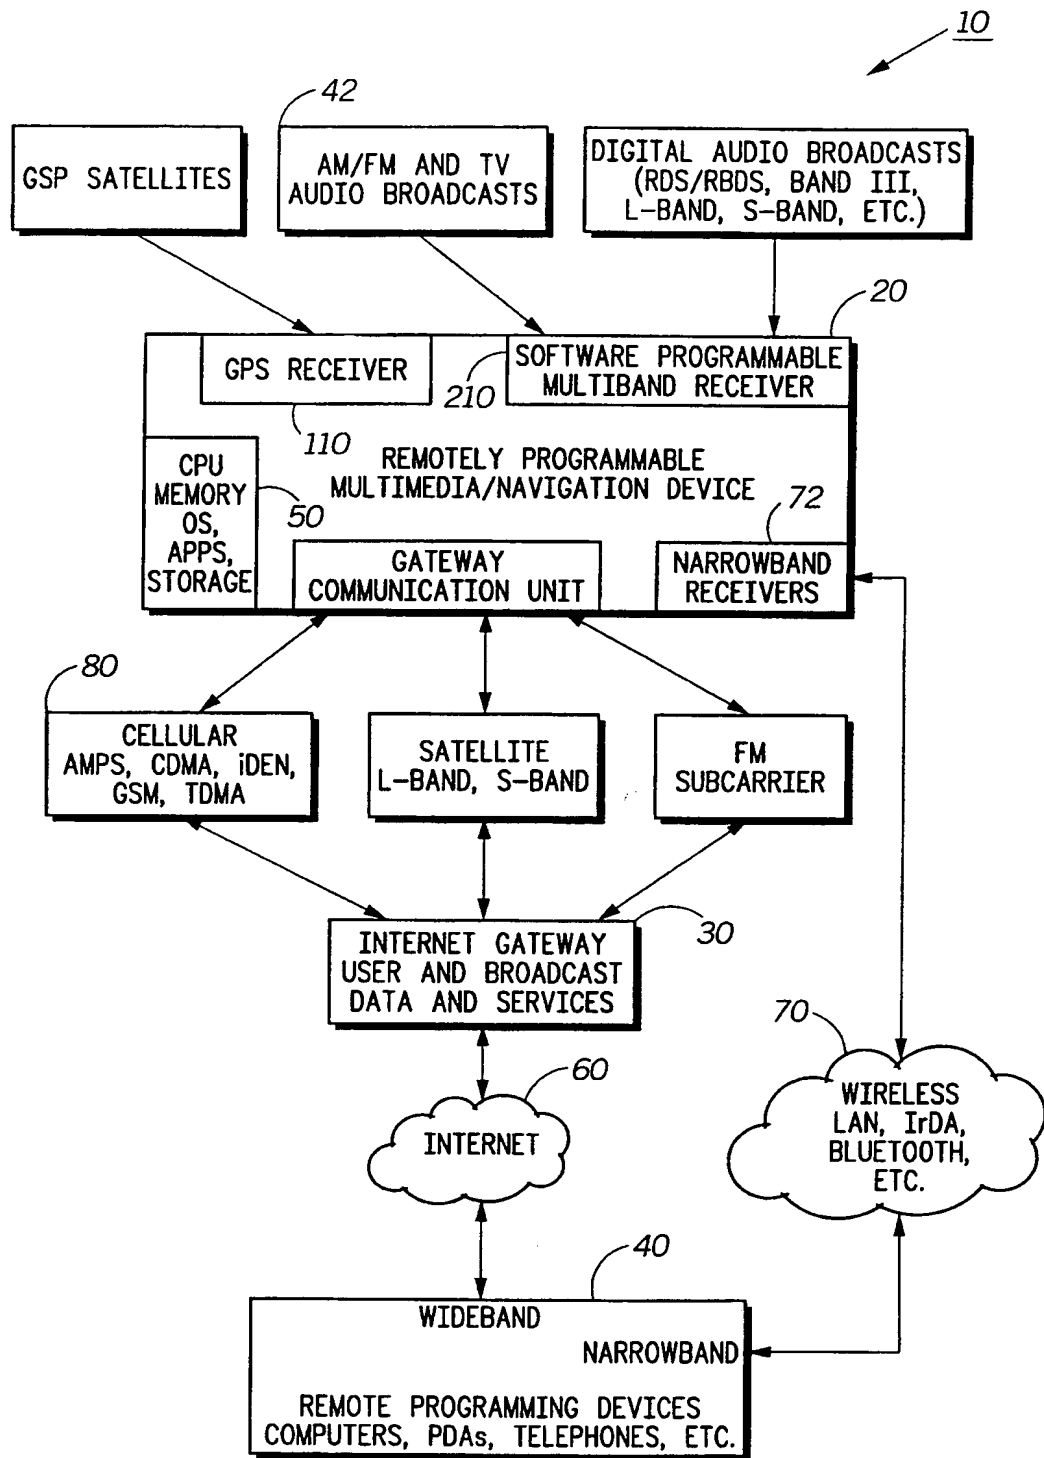 10
42
GSP SATELLITES
AM/FM AND TV
AUDIO BROADCASTS
DIGITAL AUDIO BROADCASTS
(RDS/RBDS, BAND III,
L-BAND, S-BAND, ETC.)
20
GPS RECEIVER
110
210
SOFTWARE PROGRAMMABLE
MULTIBAND RECEIVER
REMOTELY PROGRAMMABLE
MULTIMEDIA/NAVIGATION DEVICE
CPU
MEMORY
OS,
APPS,
STORAGE
50
72
GATEWAY
COMMUNICATION UNIT
NARROWBAND
RECEIVERS
80
CELLULAR
AMPS, CDMA, iDEN,
GSM, TDMA
SATELLITE
L-BAND, S-BAND
FM
SUBCARRIER
30
INTERNET GATEWAY
USER AND BROADCAST
DATA AND SERVICES
60
INTERNET
70
WIRELESS
LAN, IrDA,
BLUETOOTH,
ETC.
40
WIDEBAND
NARROWBAND
REMOTE PROGRAMMING DEVICES
COMPUTERS, PDAs, TELEPHONES, ETC.